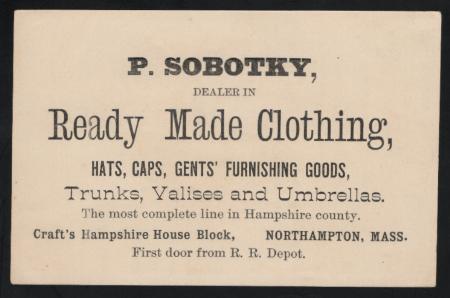 P. SOBOTKY,
DEALER IN
Ready Made Clothing,
HATS, CAPS, GENTS' FURNISHING GOODS,
Trunks, Valises and Umbrellas.
The most complete line in Hampshire county.
Craft's Hampshire House Block, NORTHAMPTON, MASS.
First door from R. R. Depot.